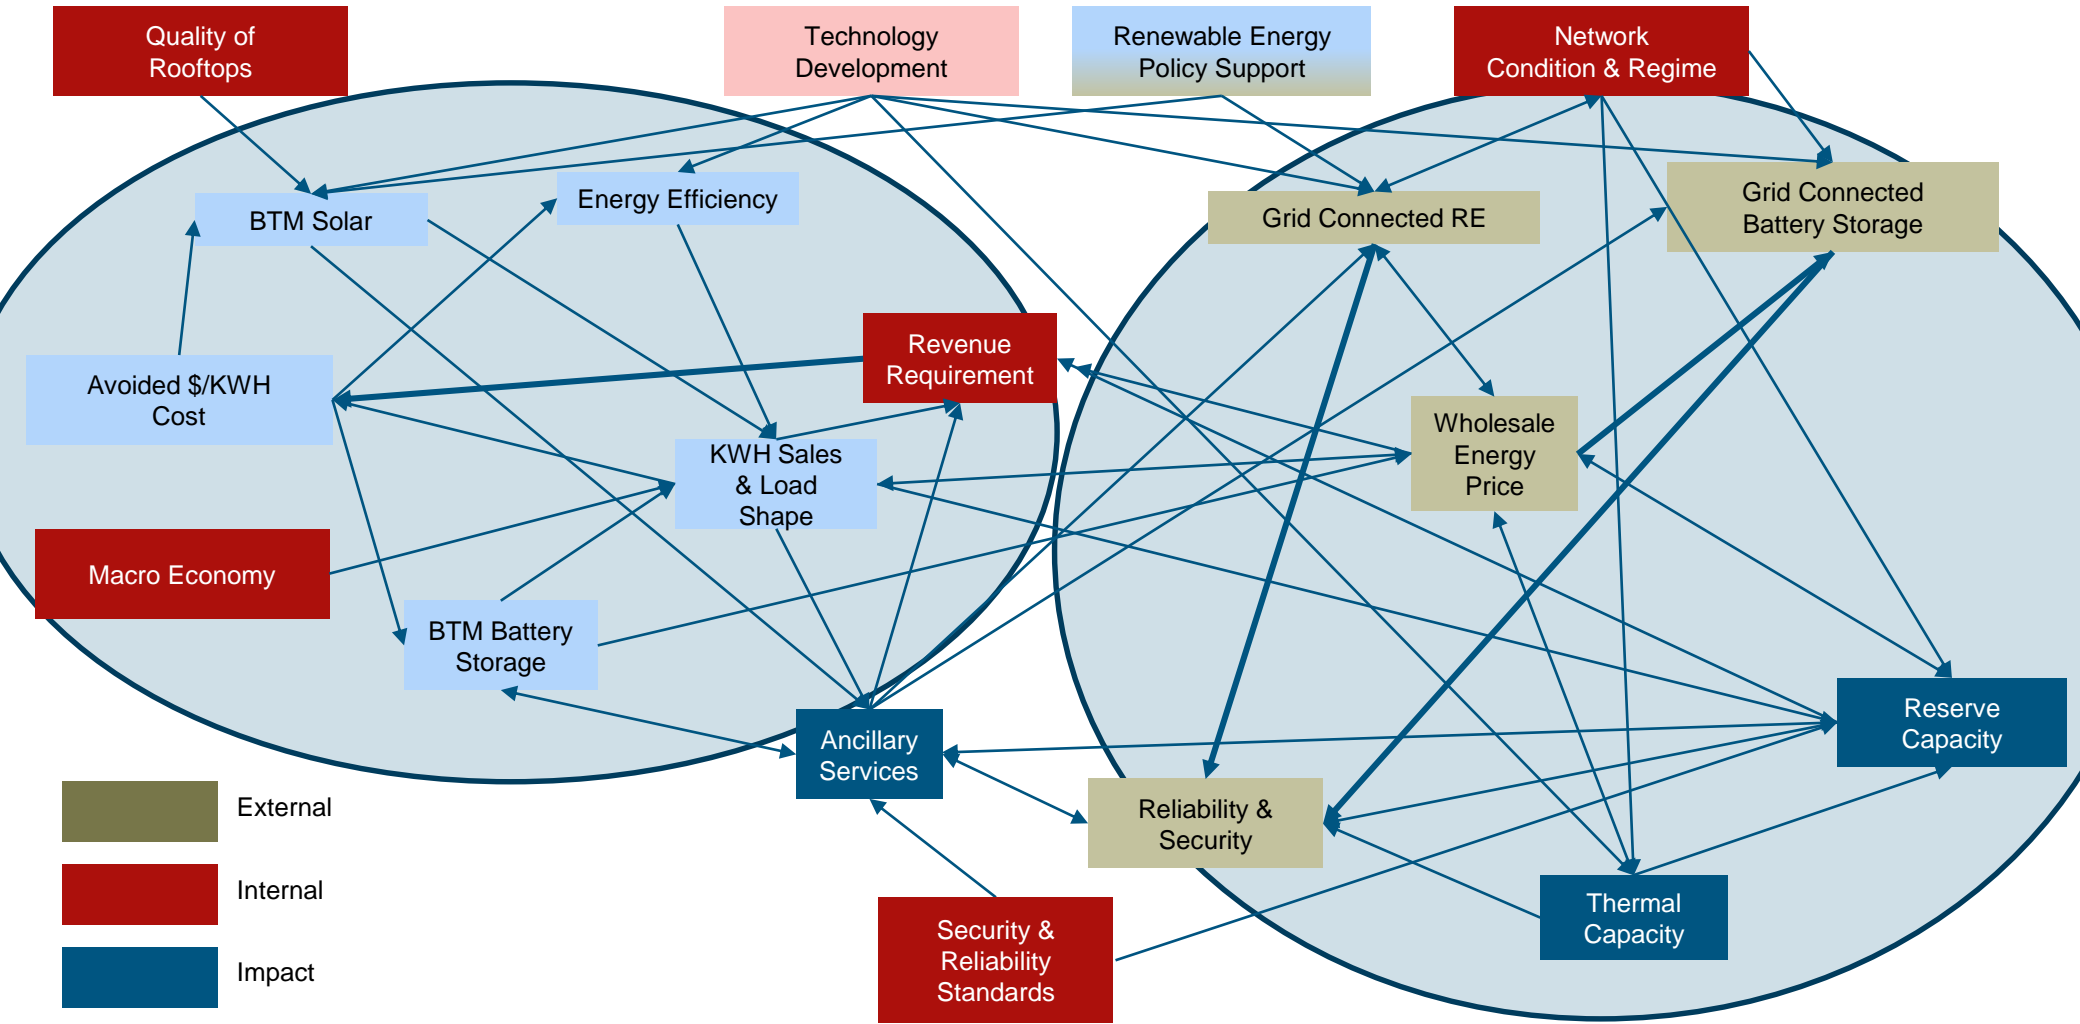 Quality of
Rooftops
Technology
Development
Renewable Energy
Policy Support
Network
Condition & Regime
BTM Solar
Energy Efficiency
Grid Connected RE
Grid Connected
Battery Storage
Revenue
Requirement
Avoided $/KWH
Cost
KWH Sales
& Load
Shape
Wholesale
Energy
Price
Macro Economy
BTM Battery
Storage
Ancillary
Services
Reserve
Capacity
Reliability &
Security
Thermal
Capacity
Security &
Reliability
Standards
External
Internal
Impact